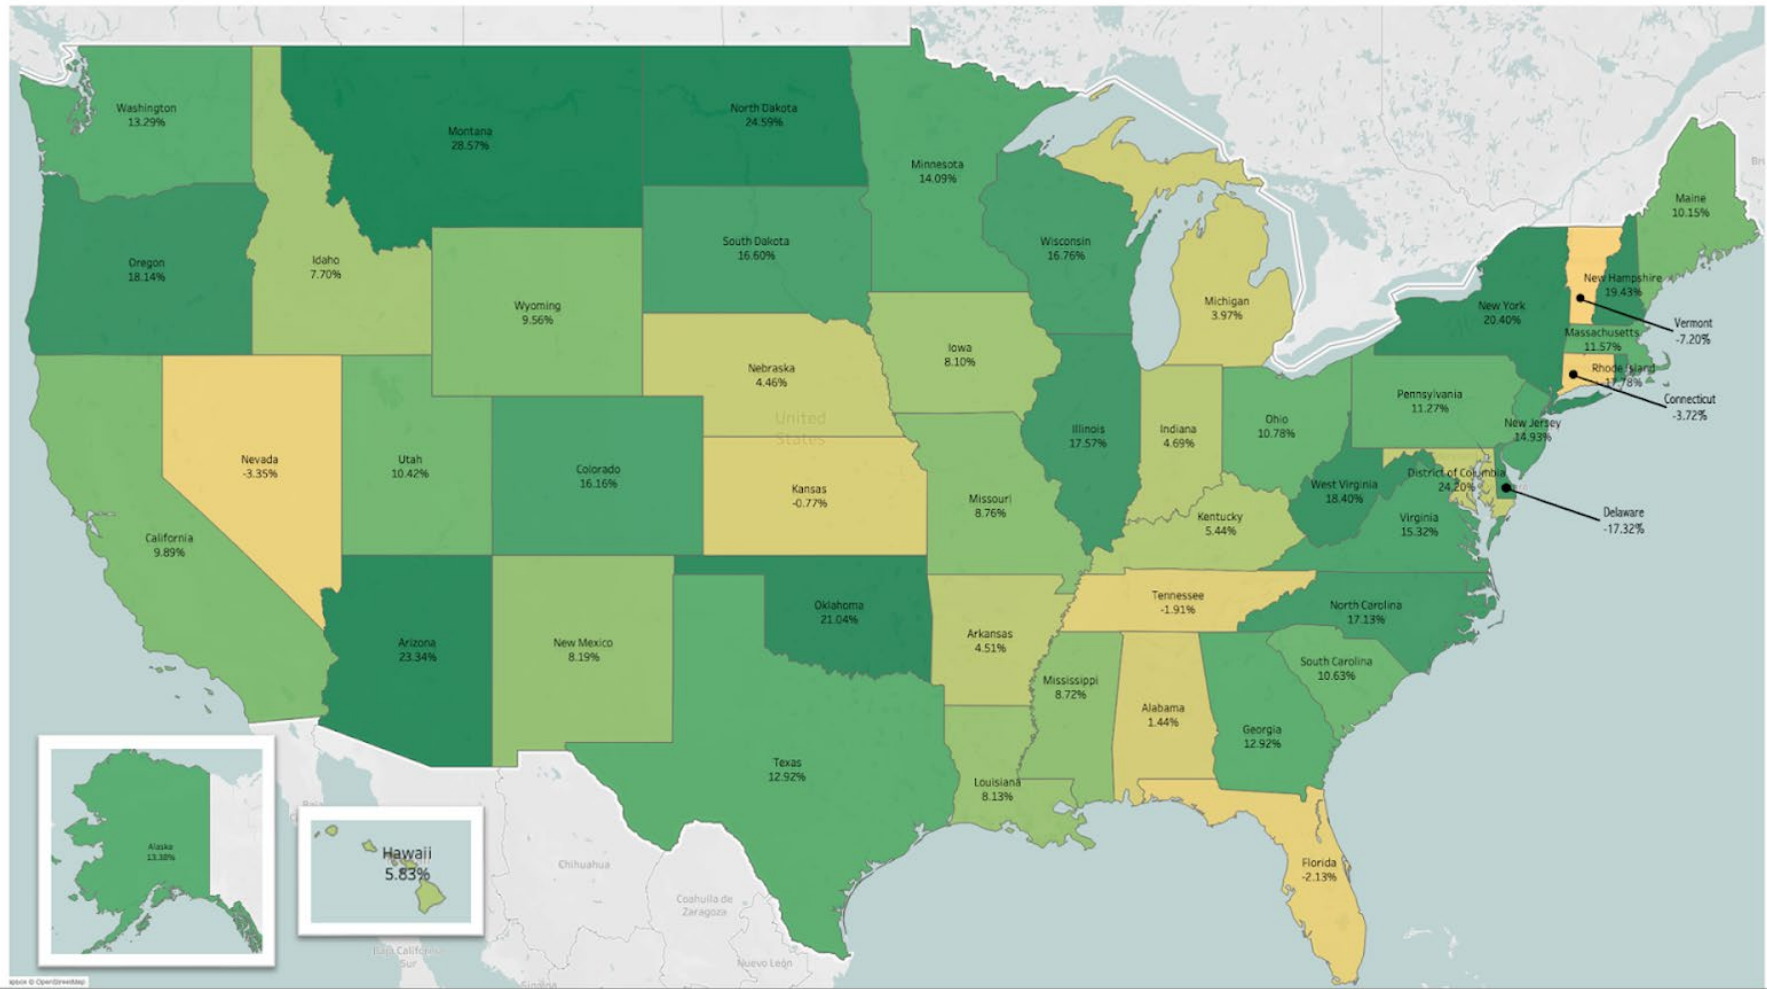 Washington
13.29%
Montana
28.57%
North Dakota
24.59%
Minnesota
14.09%
Oregon
18.14%
Idaho
7.70%
Wyoming
9.56%
South Dakota
16.60%
Wisconsin
16.76%
Michigan
3.97%
New York
20.40%
New Hampshire
19.43%
Maine
10.15%
Vermont
-7.20%
Massachusetts
11.57%
Rhode Island
Connecticut
-3.72%
Nebraska
4.46%
United
States
Iowa
8.10%
Illinois
17.57%
Indiana
4.69%
Ohio
10.78%
Pennsylvania
11.27%
New Jersey
14.93%
Nevada
-3.35%
Utah
10.42%
Colorado
16.16%
Kansas
-0.77%
Missouri
8.76%
Kentucky
5.44%
West Virginia
18.40%
District of Columbia
24.20%
Virginia
15.32%
Delaware
-17.32%
California
9.89%
Arizona
23.34%
New Mexico
8.19%
Oklahoma
21.04%
Arkansas
4.51%
Tennessee
-1.91%
North Carolina
17.13%
South Carolina
10.63%
Mississippi
8.72%
Alabama
1.44%
Georgia
12.92%
Texas
12.92%
Louisiana
8.13%
Florida
-2.13%
Alaska
13.38%
Hawaii
5.83%
Chihuahua
Coahuila de
Zaragoza
Baja California
Sur
Nuevo León
Sinaloa
© OpenStreetMap